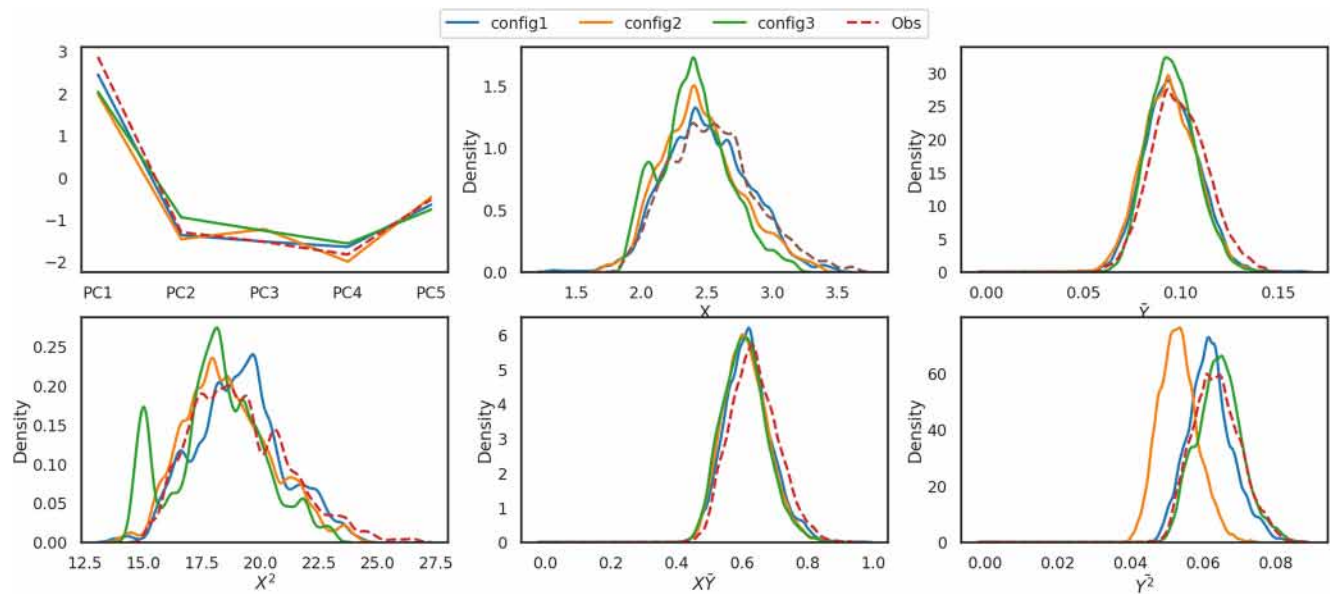 config1 config2 config3 Obs
3
2
1
0
−1
−2
PC1 PC2 PC3 PC4 PC5
Density
1.5
1.0
0.5
0.0
1.5 2.0 2.5 3.0 3.5
X
Density
30
25
20
15
10
5
0
0.00 0.05 0.10 0.15
Ȳ
Density
0.25
0.20
0.15
0.10
0.05
0.00
12.5 15.0 17.5 20.0 22.5 25.0 27.5
X²
Density
6
5
4
3
2
1
0
0.0 0.2 0.4 0.6 0.8 1.0
XȲ
Density
60
40
20
0
0.00 0.02 0.04 0.06 0.08
Ȳ²